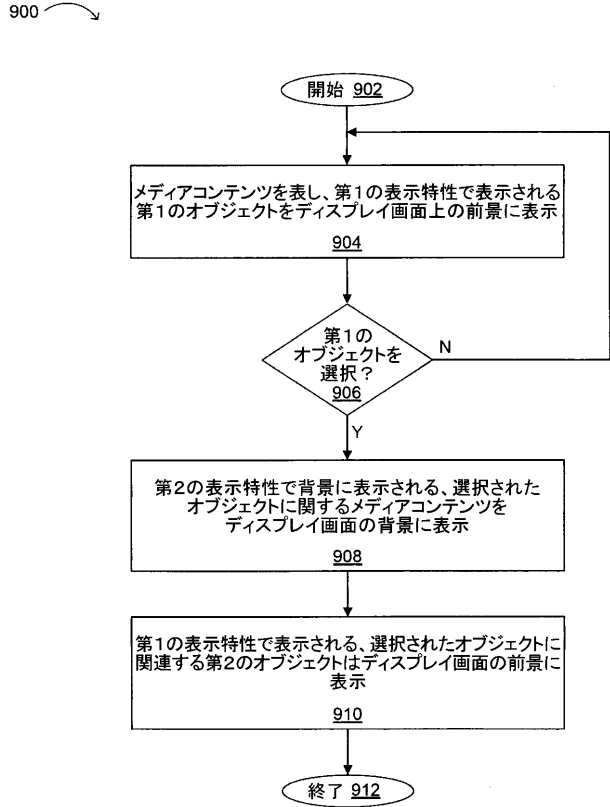 900
開始 902
メディアコンテンツを表し、第1の表示特性で表示される
第1のオブジェクトをディスプレイ画面上の前景に表示
904
第1の
オブジェクトを
選択？
906
N
Y
第2の表示特性で背景に表示される、選択された
オブジェクトに関するメディアコンテンツを
ディスプレイ画面の背景に表示
908
第1の表示特性で表示される、選択されたオブジェクトに
関連する第2のオブジェクトはディスプレイ画面の前景に
表示
910
終了 912